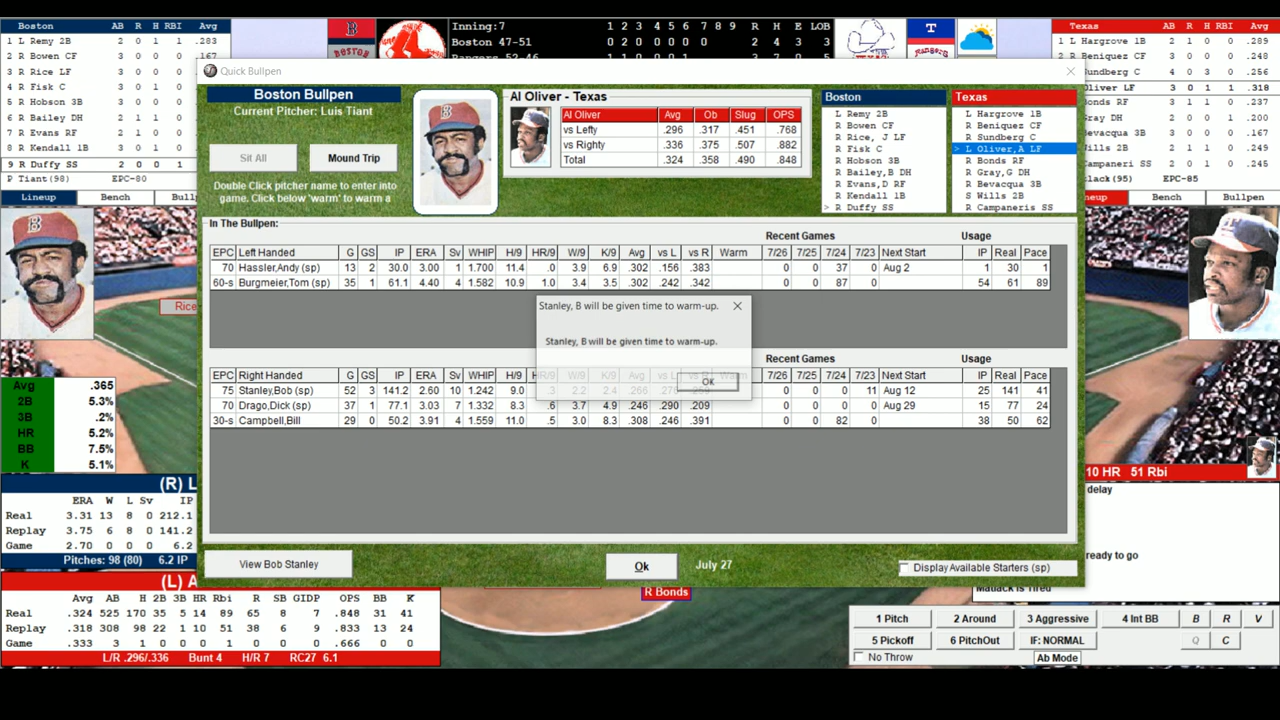 Boston AB R H RBI Avg
1 L Remy 2B 2 0 1 1 .283
2 R Bowen CF 3 0 0 0 .167
3 R Rice LF 3 0 0 0
4 R Fisk C 3 0 1 0
5 R Hobson 3B 3 0 0 0
6 R Bailey DH 2 1 1 0
7 R Evans RF 2 1 0 0
8 R Kendall 1B 3 0 1 0
9 R Duffy SS 2 0 0 1
P Tiant(98) EPC-80
Lineup Bench
BOSTON
Inning:7 1 2 3 4 5 6 7 8 9 R H E LOB
Boston 47-51 0 2 0 0 0 0 0 2 4 3 3
Rangers 52-46
T
Texas AB R H RBI Avg
1 L Hargrove 1B 2 1 0 0 .289
R Beniquez CF 3 0 0 0 .248
Sundberg C 4 0 3 0 .256
Oliver LF 3 0 1 1 .318
Bonds RF 3 1 1 0 .237
Gray DH 3 0 0 0 .271
Bevacqua 3B 3 0 1 0 .183
Wills 2B 2 1 1 0 .249
Campaneris SS 2 0 0 0 .245
EPC-85
Bench Bullpen
Quick Bullpen
Boston Bullpen
Current Pitcher: Luis Tiant
Sit All Mound Trip
Double Click pitcher name to enter into
game. Click below 'warm' to warm a
Al Oliver - Texas
Al Oliver Avg Ob Slug OPS
vs Lefty .296 .317 .451 .768
vs Righty .336 .375 .507 .882
Total .324 .358 .490 .848
Boston
L Remy 2B
R Bowen CF
R Rice, J LF
R Fisk C
R Hobson 3B
R Bailey,B DH
R Evans,D RF
R Kendall 1B
> R Duffy SS
Texas
L Hargrove 1B
R Beniquez CF
R Sundberg C
> L Oliver,A LF
R Bonds RF
R Gray,G DH
R Bevacqua 3B
S Wills 2B
R Campaneris SS
In The Bullpen:
Recent Games Usage
EPC Left Handed G GS IP ERA Sv WHIP H/9 HR/9 W/9 K/9 Avg vs L vs R Warm 7/26 7/25 7/24 7/23 Next Start IP Real Pace
70 Hassler,Andy (sp) 13 2 30.0 3.00 1 1.700 11.4 .0 3.9 6.9 .302 .156 .383 0 0 37 0 Aug 2 1 30 1
60-s Burgmeier,Tom (sp) 35 1 61.1 4.40 4 1.582 10.9 1.0 3.4 3.5 .302 .242 .342 0 0 87 0 54 61 89
Stanley, B will be given time to warm-up.
Stanley, B will be given time to warm-up.
OK
Recent Games Usage
EPC Right Handed G GS IP ERA Sv WHIP H/9 HR/9 W/9 K/9 Avg vs L vs R Warm 7/26 7/25 7/24 7/23 Next Start IP Real Pace
75 Stanley,Bob (sp) 52 3 141.2 2.60 10 1.242 9.0 .3 2.2 2.4 0 0 0 11 Aug 12 25 141 41
70 Drago,Dick (sp) 37 1 77.1 3.03 7 1.332 8.3 .6 3.7 4.9 .246 .290 .209 0 0 0 0 Aug 29 15 77 24
30-s Campbell,Bill 29 0 50.2 3.91 4 1.559 11.0 .5 3.0 8.3 .308 .246 .391 0 0 82 0 38 50 62
View Bob Stanley Ok July 27 Display Available Starters (sp)
Rice
Avg .365
2B 5.3%
3B .2%
HR 5.2%
BB 7.5%
K 5.1%
(R) L
ERA W L Sv IP
Real 3.31 13 8 0 212.1
Replay 3.75 6 8 0 141.2
Game 2.70 0 0 0 6.2
Pitches: 98 (80) 6.2 IP
(L) A
Avg AB H 2B 3B HR Rbi R SB GIDP OPS BB K
Real .324 525 170 35 5 14 89 65 8 7 .848 31 41
Replay .318 308 98 22 1 10 51 38 6 9 .833 13 24
Game .333 3 1 0 0 0 1 0 0 0 .666 0 0
L/R .296/.336 Bunt 4 H/R 7 RC27 6.1
R Bonds
10 HR 51 Rbi
delay
ready to go
Matlack is Tired
1 Pitch 2 Around 3 Aggressive 4 Int BB B R V
5 Pickoff 6 PitchOut IF: NORMAL Q C
No Throw Ab Mode